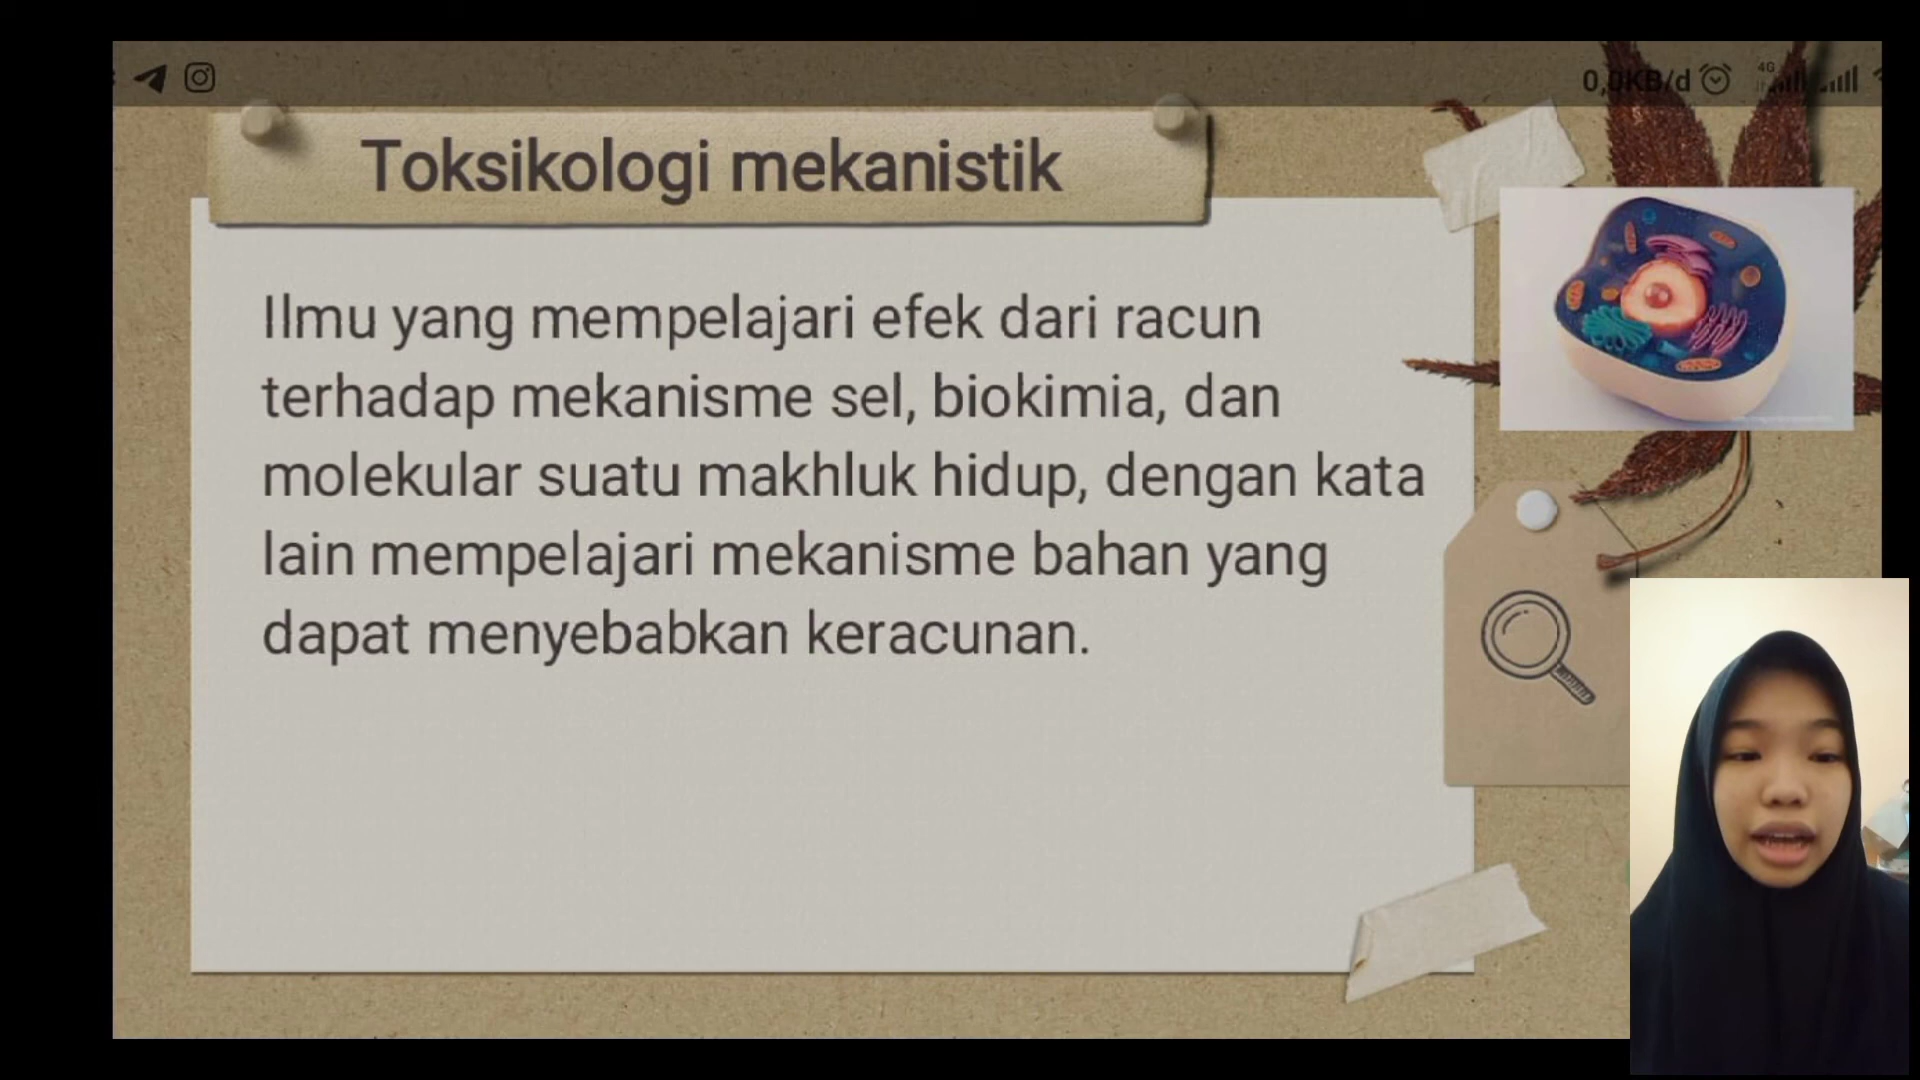 0,0KB/d
4G
Toksikologi mekanistik
Ilmu yang mempelajari efek dari racun
terhadap mekanisme sel, biokimia, dan
molekular suatu makhluk hidup, dengan kata
lain mempelajari mekanisme bahan yang
dapat menyebabkan keracunan.